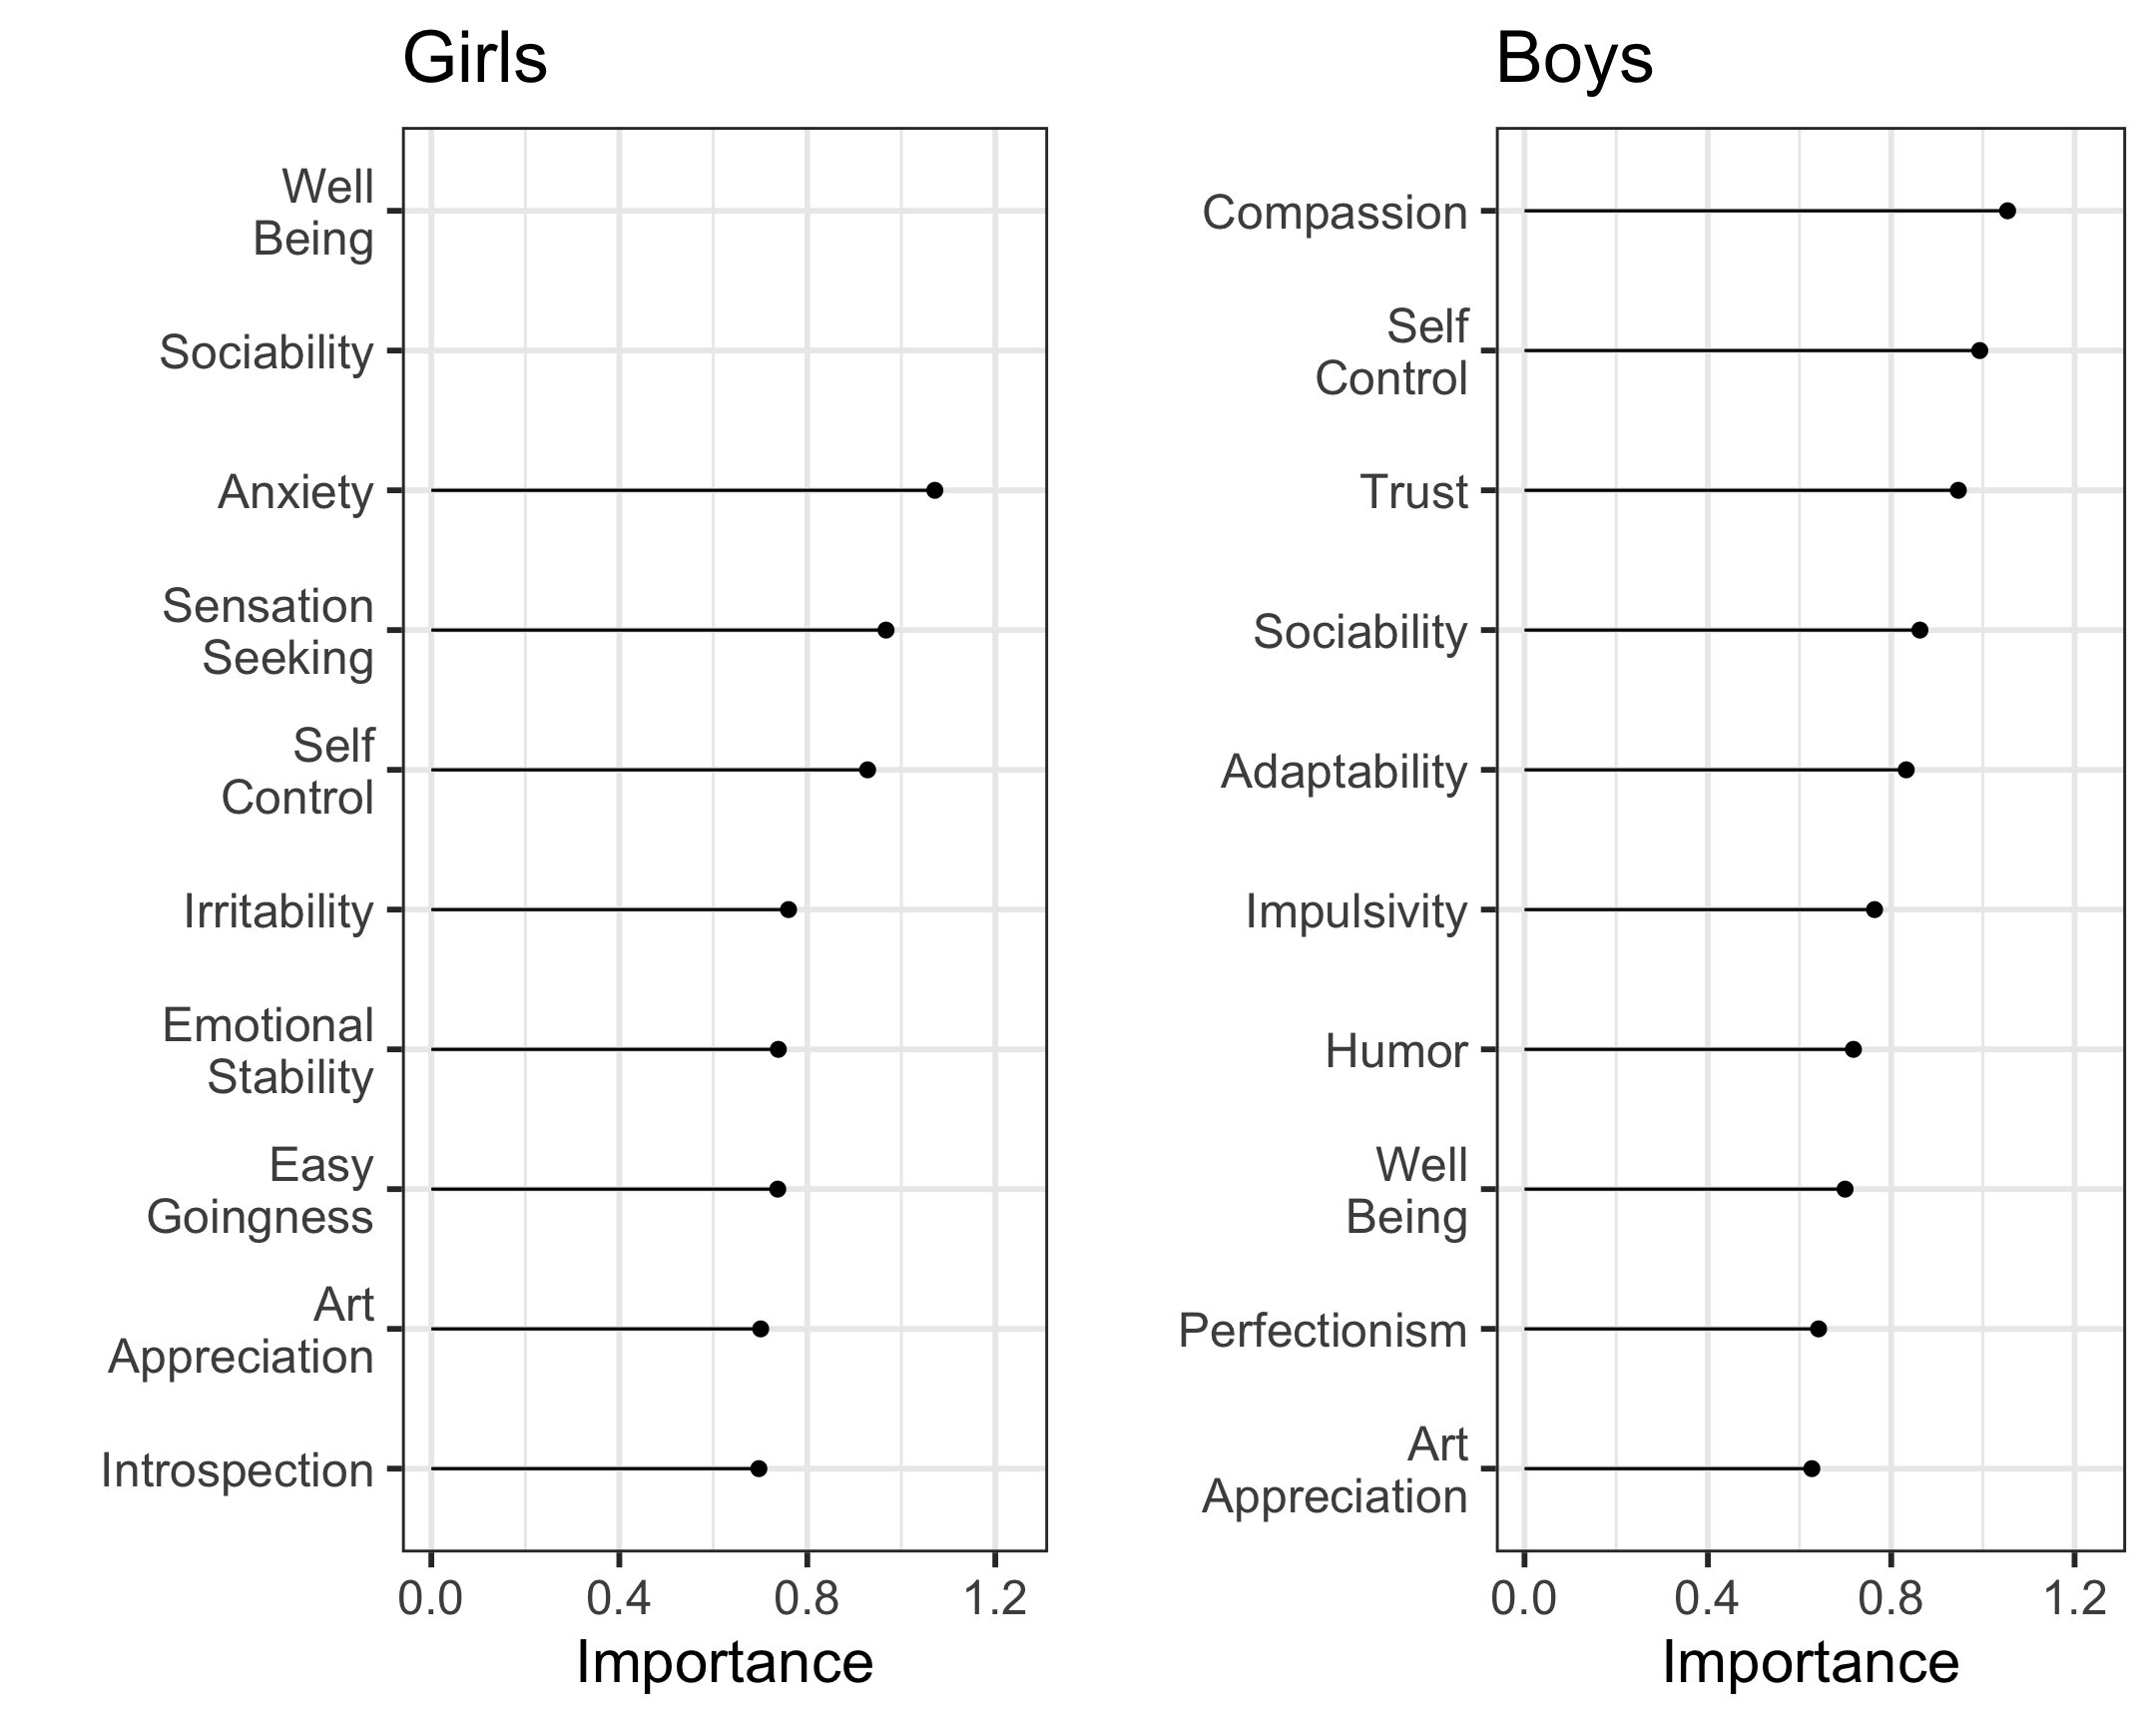 Girls
Well
Being
Sociability
Anxiety
Sensation
Seeking
Self
Control
Irritability
Emotional
Stability
Easy
Goingness
Art
Appreciation
Introspection
0.0 0.4 0.8 1.2
Importance
Boys
Compassion
Self
Control
Trust
Sociability
Adaptability
Impulsivity
Humor
Well
Being
Perfectionism
Art
Appreciation
0.0 0.4 0.8 1.2
Importance